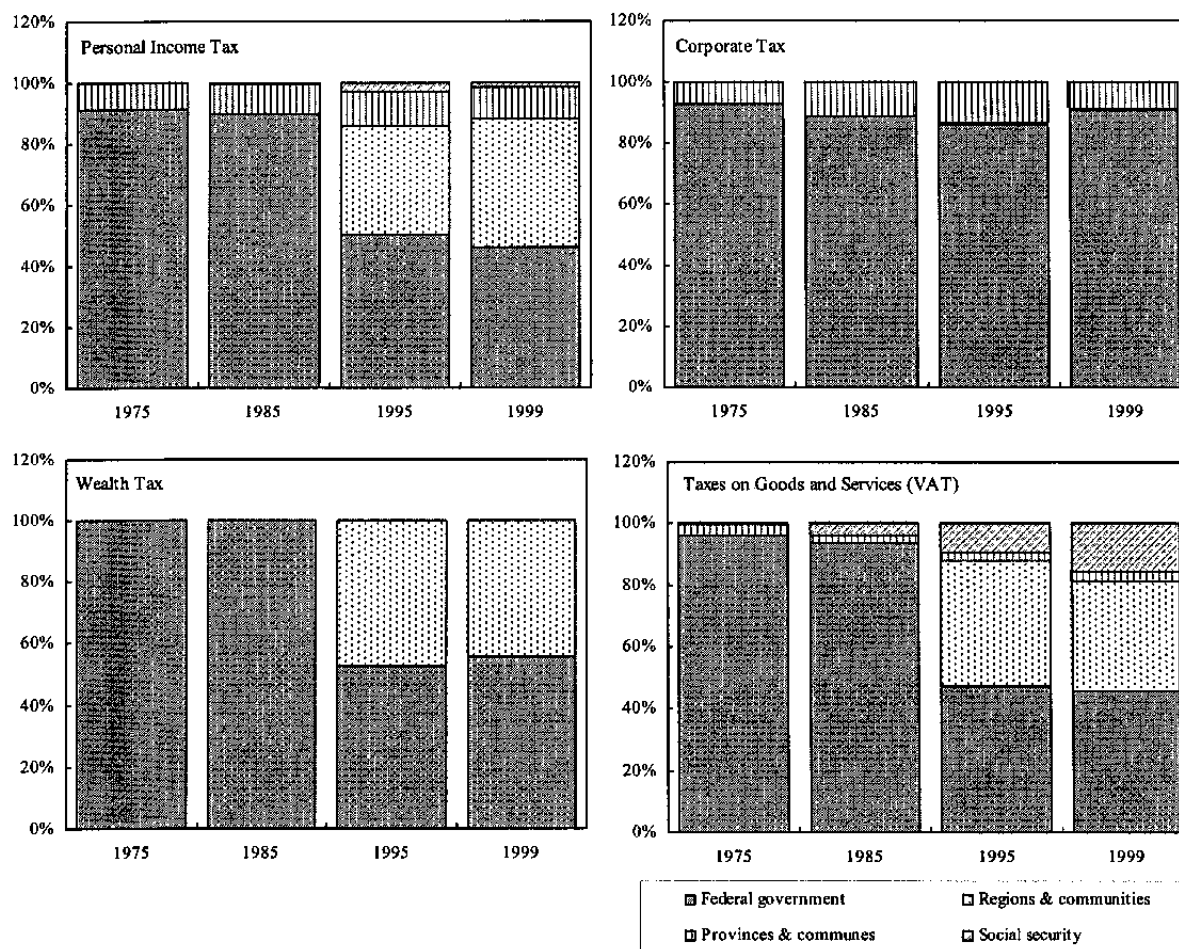 120%
Personal Income Tax
100%
80%
60%
40%
20%
0%
1975 1985 1995 1999
120%
Corporate Tax
100%
80%
60%
40%
20%
0%
1975 1985 1995 1999
120%
Wealth Tax
100%
80%
60%
40%
20%
0%
1975 1985 1995 1999
120%
Taxes on Goods and Services (VAT)
100%
80%
60%
40%
20%
0%
1975 1985 1995 1999
Federal government Regions & communities
Provinces & communes Social security